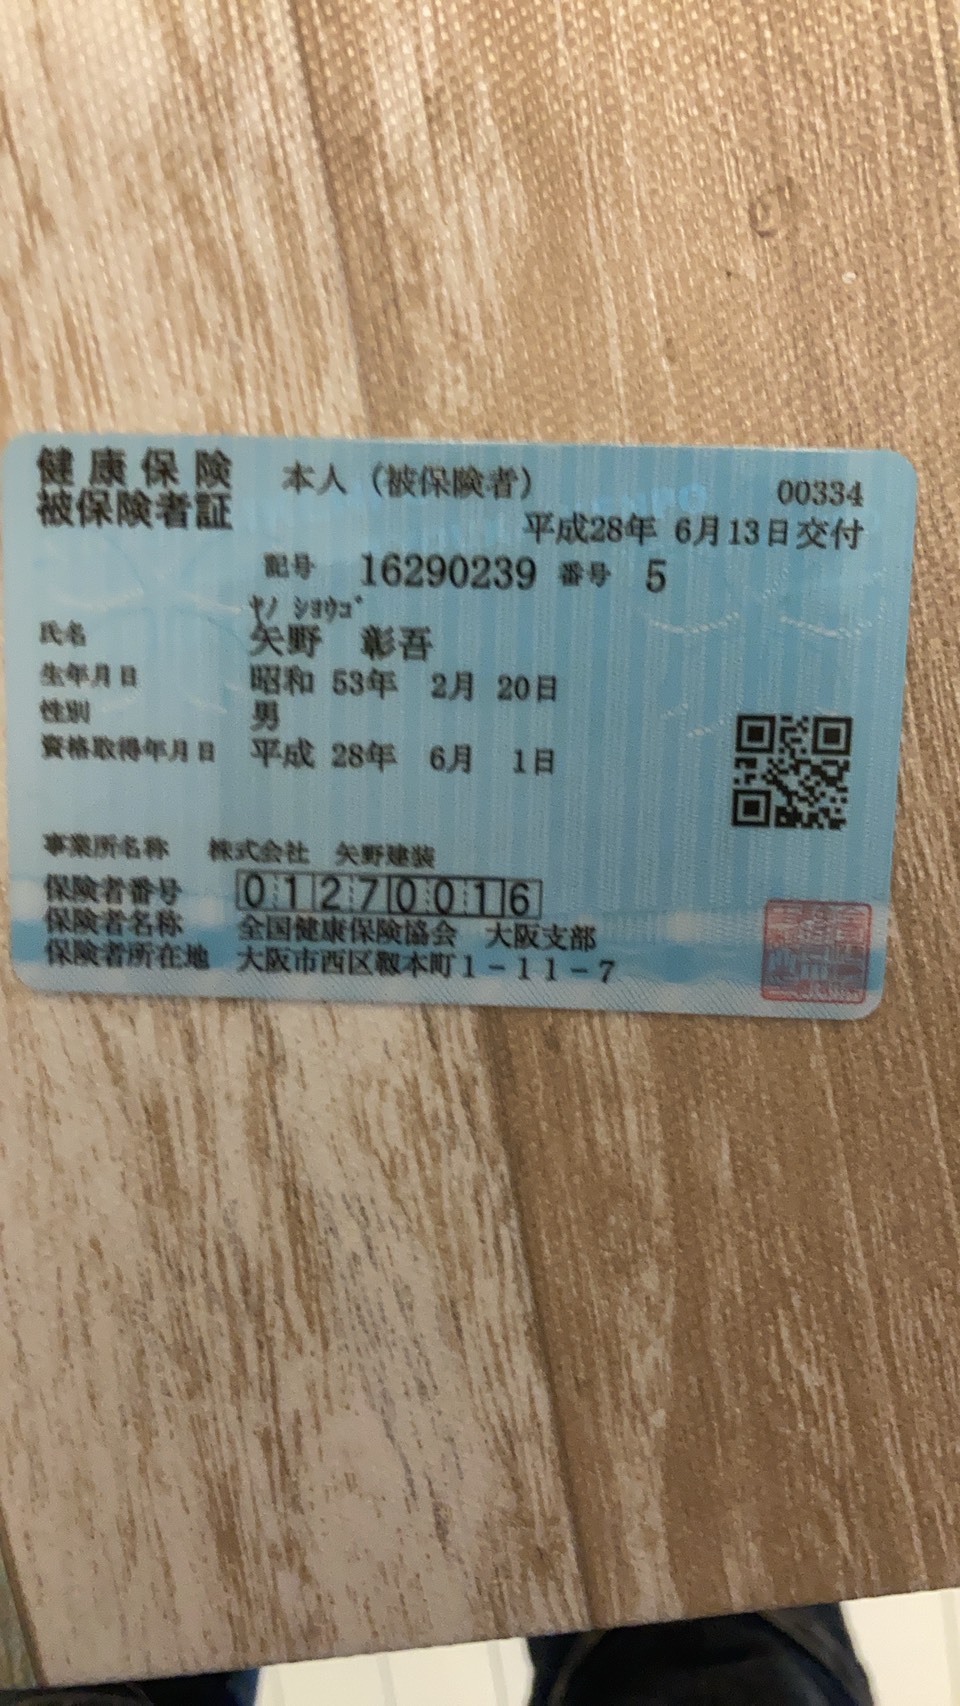 健康保険
被保険者証
本人（被保険者）
00334
平成28年 6月13日交付
記号 16290239 番号 5
ﾔﾉ ｼﾖｳｺﾞ
氏名 矢野 彰吾
生年月日 昭和 53年 2月 20日
性別 男
資格取得年月日 平成 28年 6月 1日
事業所名称 株式会社 矢野建装
保険者番号 01270016
保険者名称 全国健康保険協会 大阪支部
保険者所在地 大阪市西区靱本町1－11－7